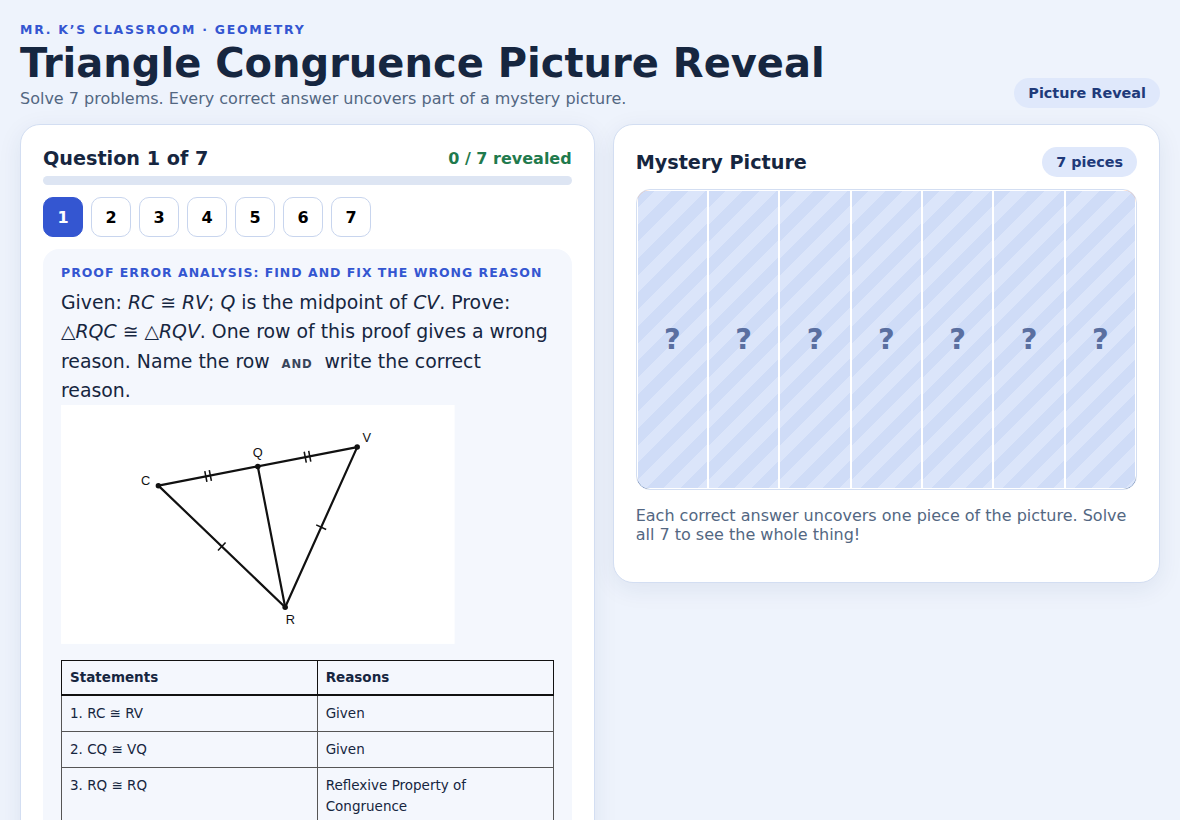 MR. K’S CLASSROOM · GEOMETRY
Triangle Congruence Picture Reveal
Solve 7 problems. Every correct answer uncovers part of a mystery picture.
Picture Reveal
Question 1 of 7
0 / 7 revealed
1 2 3 4 5 6 7
PROOF ERROR ANALYSIS: FIND AND FIX THE WRONG REASON
Given: RC ≅ RV; Q is the midpoint of CV. Prove:
△RQC ≅ △RQV. One row of this proof gives a wrong
reason. Name the row AND write the correct
reason.
V
Q
C
R
Statements Reasons
1. RC ≅ RV Given
2. CQ ≅ VQ Given
3. RQ ≅ RQ Reflexive Property of
Congruence
Mystery Picture
7 pieces
? ? ? ? ? ? ?
Each correct answer uncovers one piece of the picture. Solve
all 7 to see the whole thing!